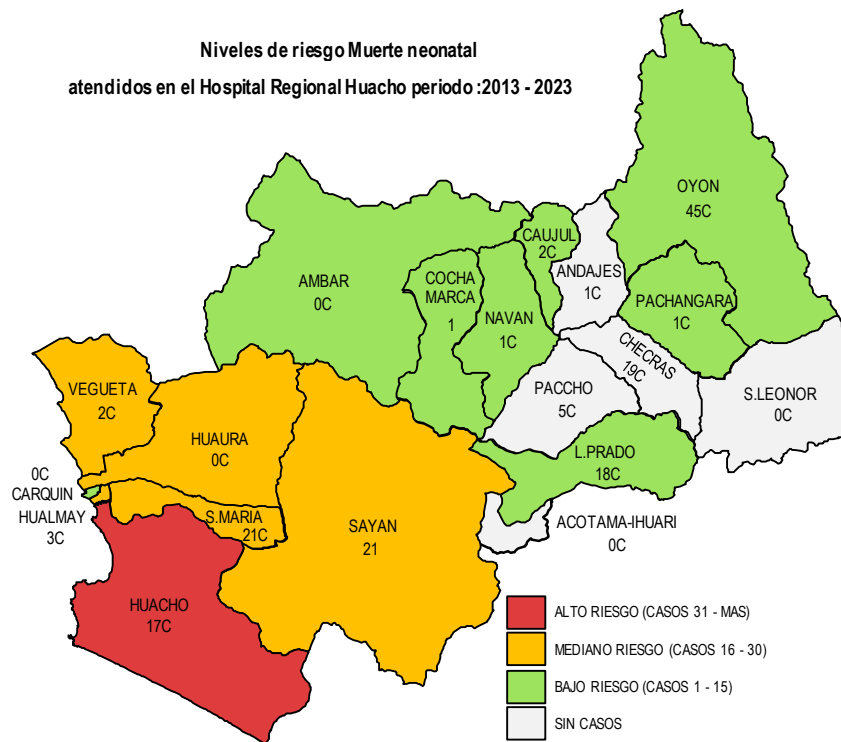 Niveles de riesgo Muerte neonatal
atendidos en el Hospital Regional Huacho periodo :2013 - 2023
OYON
45C
CAUJUL
2C
ANDAJES
1C
AMBAR
0C
COCHA
MARCA
1
NAVAN
1C
PACHANGARA
1C
CHECRAS
19C
VEGUETA
2C
PACCHO
5C
S.LEONOR
0C
HUAURA
0C
L.PRADO
18C
0C
CARQUIN
HUALMAY
3C
S.MARIA
21C
SAYAN
21
ACOTAMA-IHUARI
0C
HUACHO
17C
ALTO RIESGO (CASOS 31 - MAS)
MEDIANO RIESGO (CASOS 16 - 30)
BAJO RIESGO (CASOS 1 - 15)
SIN CASOS